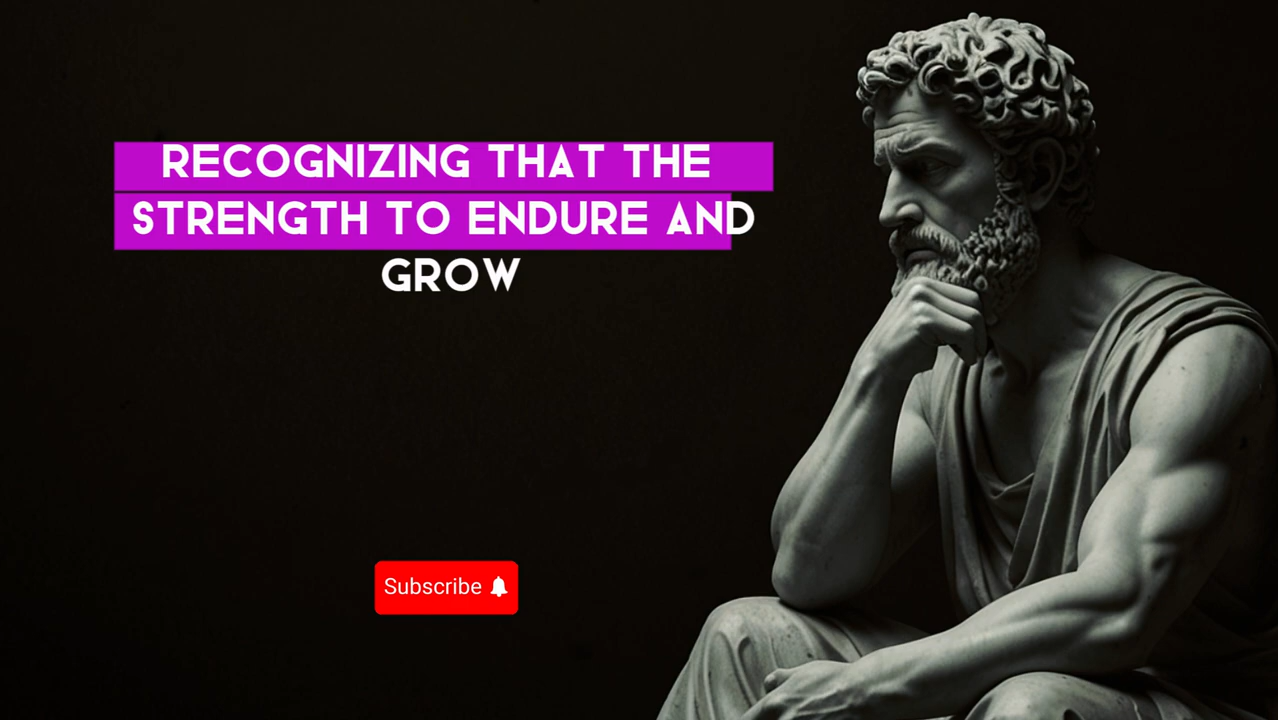 RECOGNIZING THAT THE
STRENGTH TO ENDURE AND
GROW
Subscribe